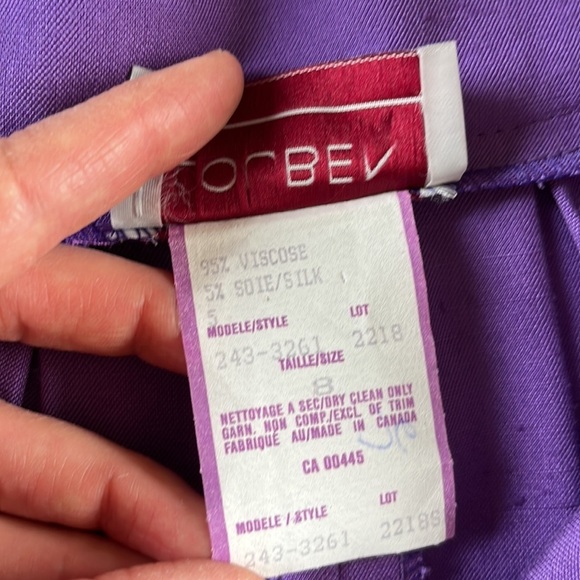 95% VISCOSE
5% SOIE/SILK
5
MODELE/STYLE LOT
243-3261 2218
TAILLE/SIZE
8
NETTOYAGE A SEC/DRY CLEAN ONLY
GARN. NON COMP./EXCL OF TRIM
FABRIQUE AU/MADE IN CANADA
CA 00445
MODELE / STYLE LOT
243-3261 2218S